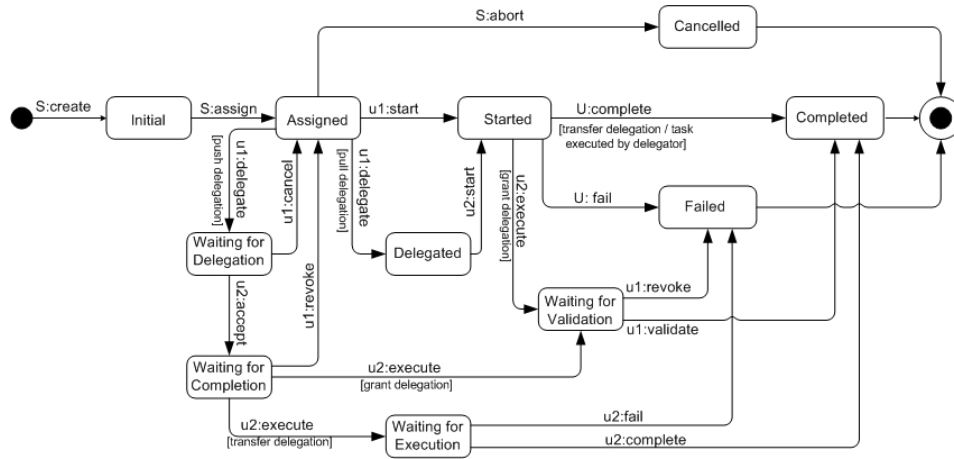 S:abort
Cancelled
S:create
Initial
S:assign
Assigned
u1:start
Started
U:complete
[transfer delegation / task
executed by delegator]
Completed
u1:delegate
[push delegation]
u1:cancel
u1:revoke
u1:delegate
[pull delegation]
u2:start
u2:execute
[grant delegation]
U: fail
Failed
Waiting for
Delegation
Delegated
u2:accept
Waiting for
Validation
u1:revoke
u1:validate
Waiting for
Completion
u2:execute
[grant delegation]
u2:execute
[transfer delegation]
Waiting for
Execution
u2:fail
u2:complete